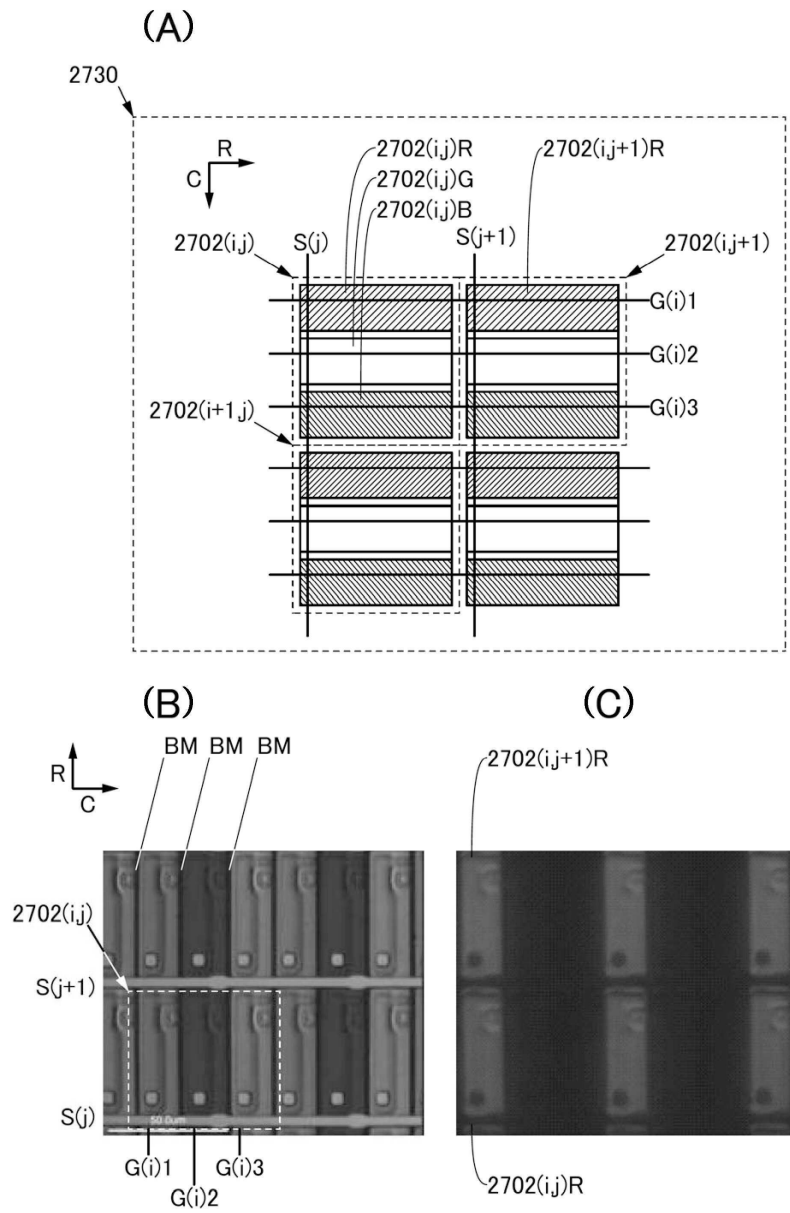 (A)
2730
R
C
2702(i,j)R
2702(i,j+1)R
2702(i,j)G
2702(i,j)B
2702(i,j)
S(j)
S(j+1)
2702(i,j+1)
G(i)1
G(i)2
2702(i+1,j)
G(i)3
(B)
(C)
R
C
BM
BM
BM
2702(i,j+1)R
2702(i,j)
S(j+1)
S(j)
50.0um
G(i)1
G(i)3
G(i)2
2702(i,j)R